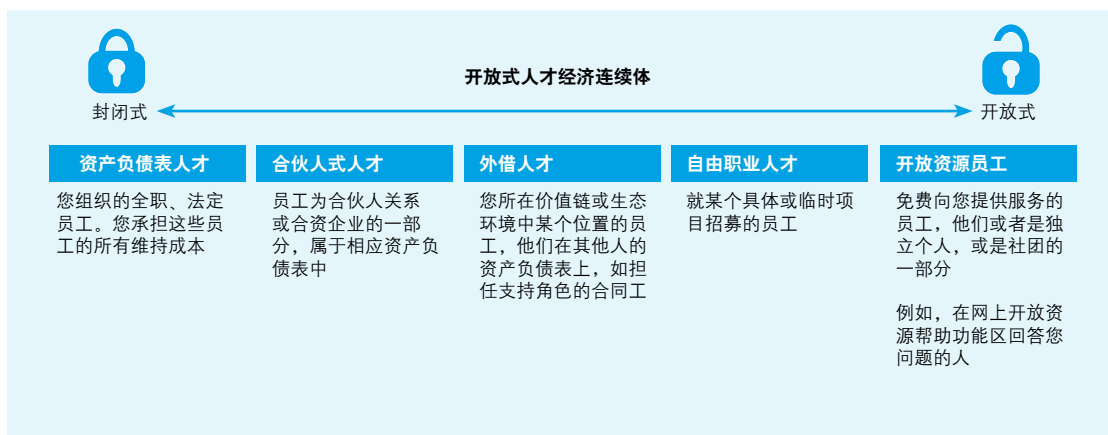 开放式人才经济连续体
封闭式
开放式
资产负债表人才
您组织的全职、法定
员工。您承担这些员
工的所有维持成本
合伙人式人才
员工为合伙人关系
或合资企业的一部
分，属于相应资产负
债表中
外借人才
您所在价值链或生态
环境中某个位置的员
工，他们在其他人的
资产负债表上，如担
任支持角色的合同工
自由职业人才
就某个具体或临时项
目招募的员工
开放资源员工
免费向您提供服务的
员工，他们或者是独
立个人，或是社团的
一部分
例如，在网上开放资
源帮助功能区回答您
问题的人